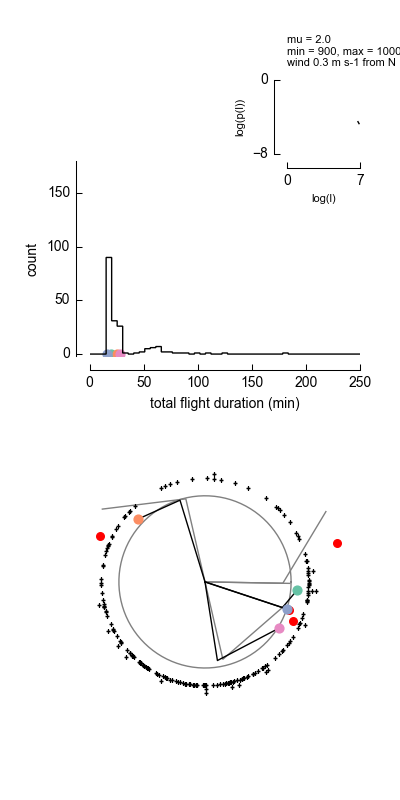 mu = 2.0
min = 900, max = 1000
wind 0.3 m s-1 from N
0
−8
log(p(l))
0
7
log(l)
150
100
50
0
count
0
50
100
150
200
250
total flight duration (min)